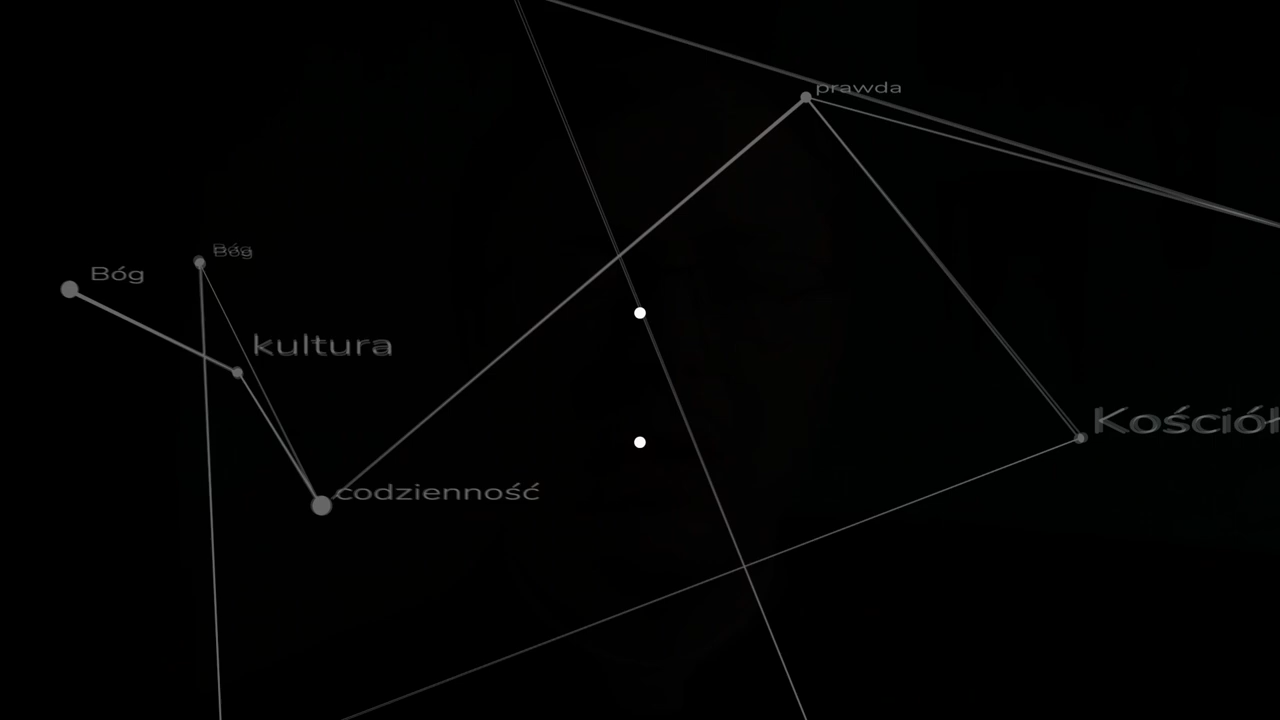 prawda
Bóg
Bóg
kultura
Kościół
codzienność